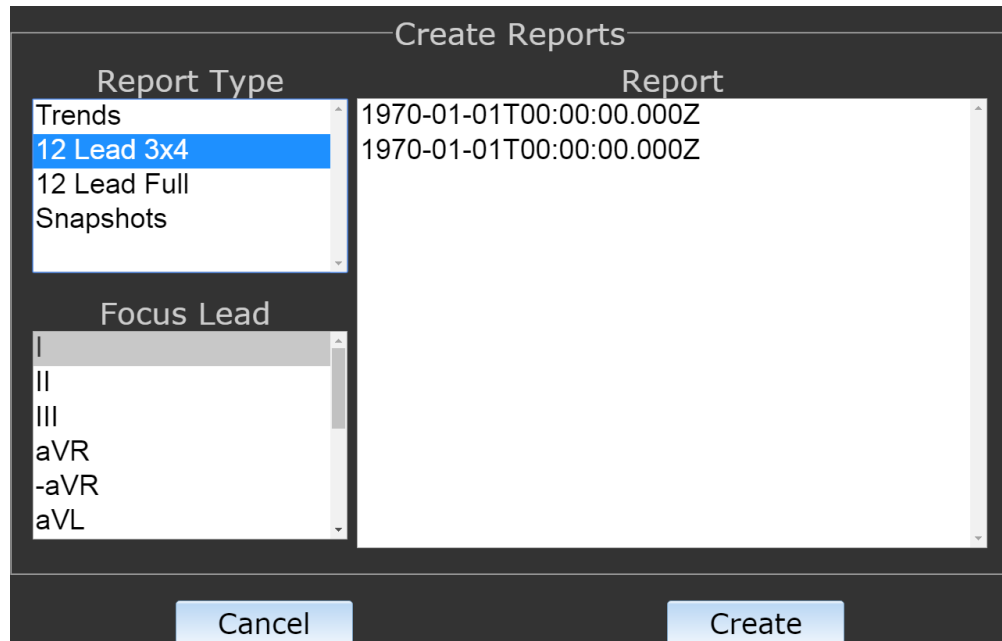 Create Reports
Report Type
Trends
12 Lead 3x4
12 Lead Full
Snapshots
Focus Lead
I
II
III
aVR
-aVR
aVL
Report
1970-01-01T00:00:00.000Z
1970-01-01T00:00:00.000Z
Cancel
Create